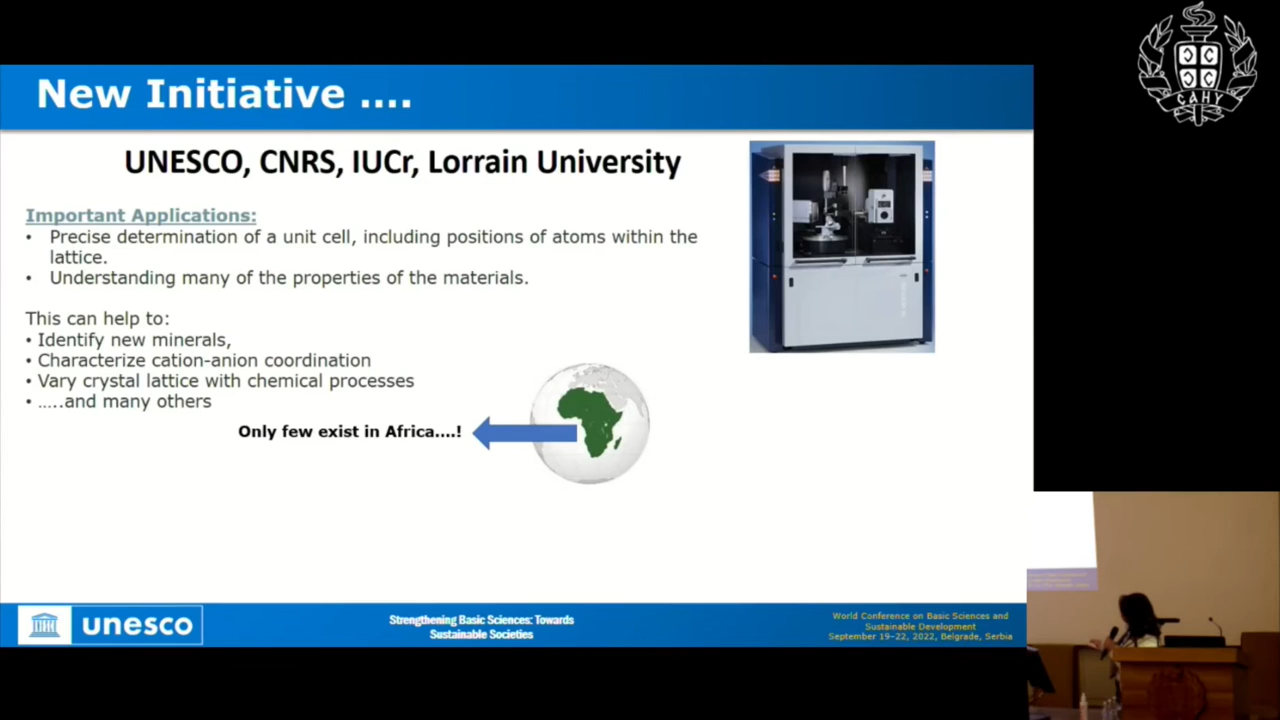 New Initiative ....
UNESCO, CNRS, IUCr, Lorrain University
Important Applications:
• Precise determination of a unit cell, including positions of atoms within the
lattice.
• Understanding many of the properties of the materials.
This can help to:
• Identify new minerals,
• Characterize cation-anion coordination
• Vary crystal lattice with chemical processes
• …..and many others
Only few exist in Africa....!
unesco
Strengthening Basic Sciences: Towards
Sustainable Societies
World Conference on Basic Sciences and
Sustainable Development
September 19–22, 2022, Belgrade, Serbia
САНУ